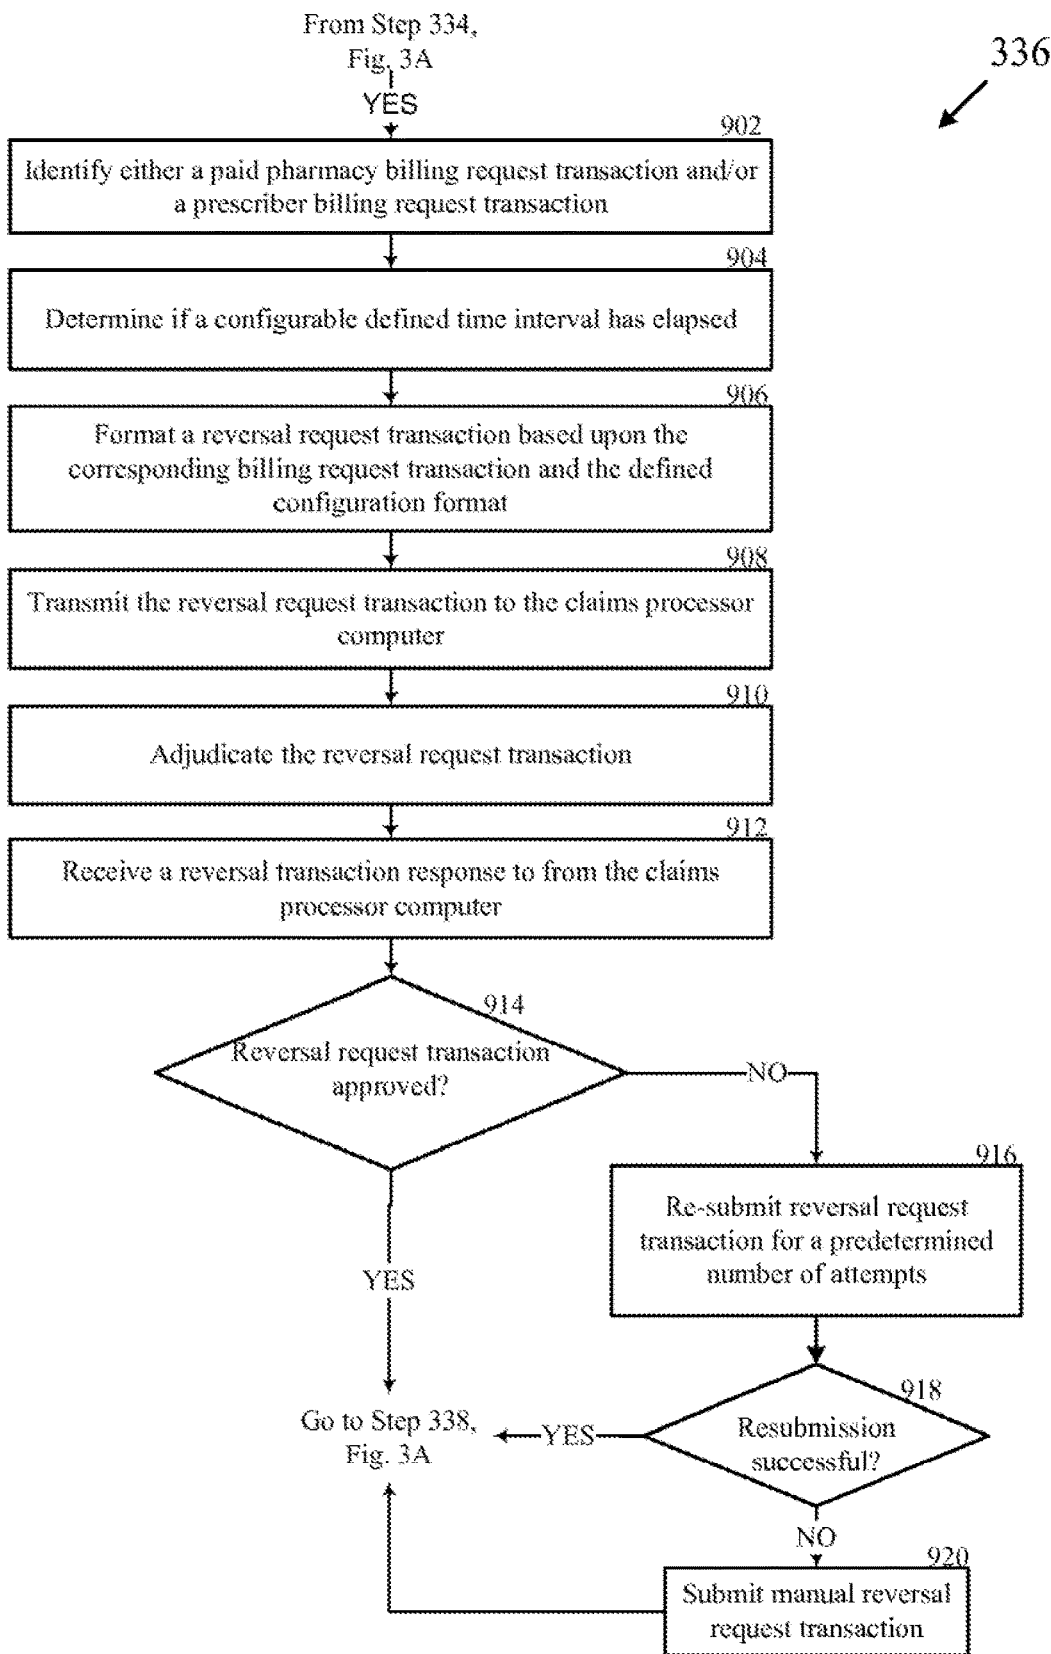 From Step 334,
Fig. 3A
336
YES
902
Identify either a paid pharmacy billing request transaction and/or
a prescriber billing request transaction
904
Determine if a configurable defined time interval has elapsed
906
Format a reversal request transaction based upon the
corresponding billing request transaction and the defined
configuration format
908
Transmit the reversal request transaction to the claims processor
computer
910
Adjudicate the reversal request transaction
912
Receive a reversal transaction response to from the claims
processor computer
914
Reversal request transaction
approved?
NO
916
Re-submit reversal request
transaction for a predetermined
number of attempts
YES
918
Resubmission
successful?
YES
Go to Step 338,
Fig. 3A
NO
920
Submit manual reversal
request transaction